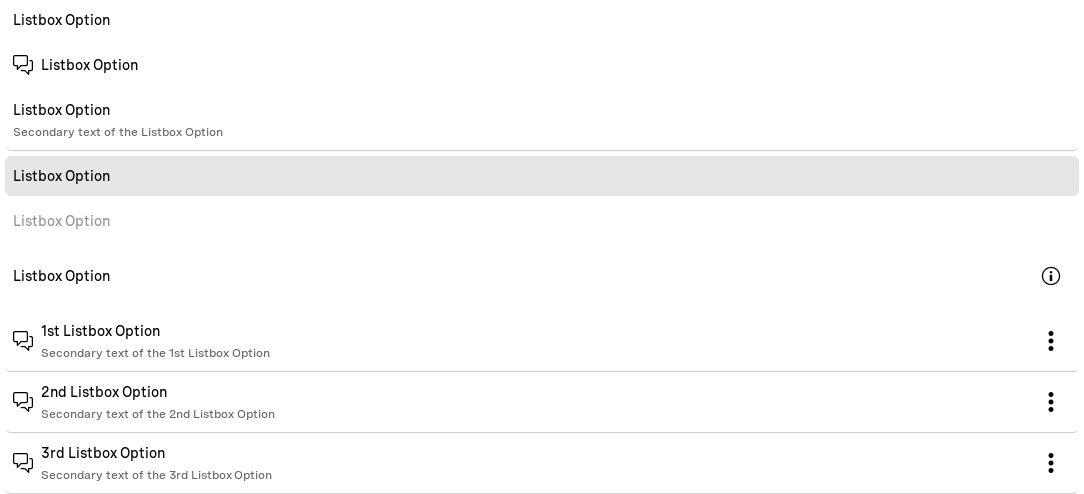 Listbox Option
Listbox Option
Listbox Option
Secondary text of the Listbox Option
Listbox Option
Listbox Option
Listbox Option
1st Listbox Option
Secondary text of the 1st Listbox Option
2nd Listbox Option
Secondary text of the 2nd Listbox Option
3rd Listbox Option
Secondary text of the 3rd Listbox Option